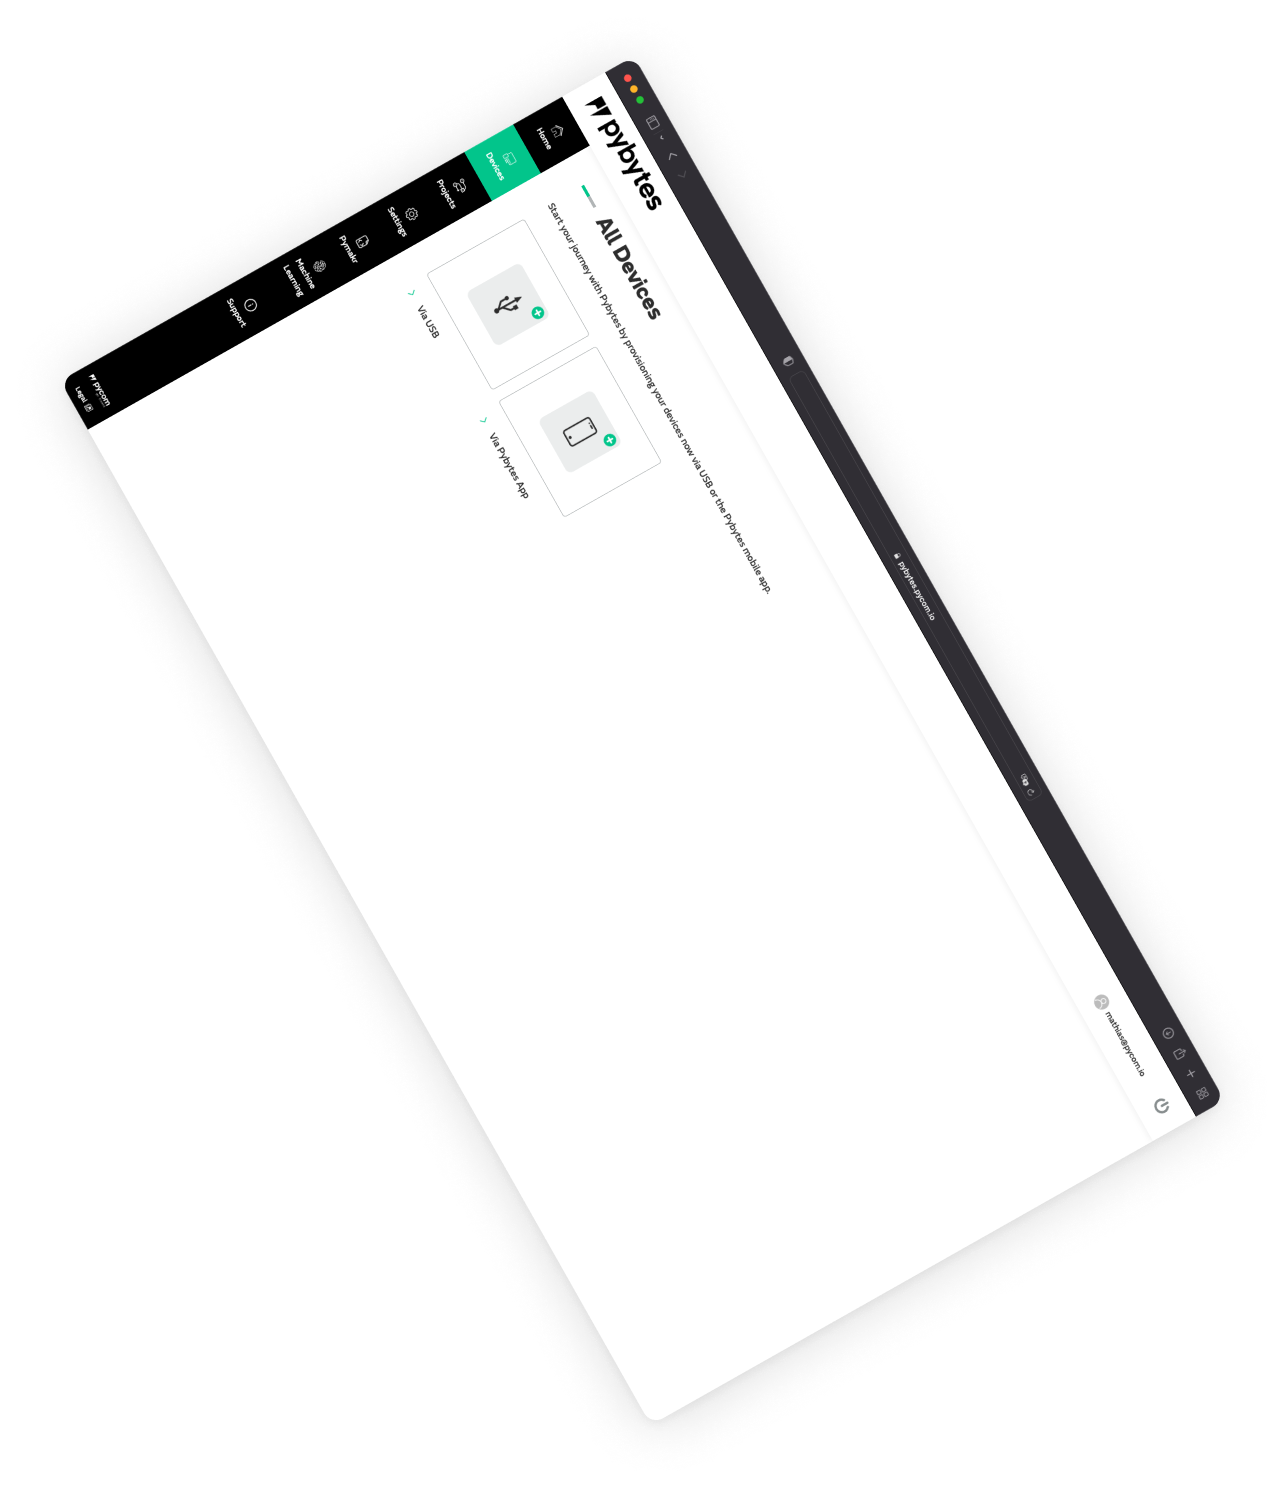 pybytes.pycom.io
pybytes
mathias@pycom.io
Home
Devices
Projects
Settings
Pymakr
Machine
Learning
Support
pycom
Legal
All Devices
Start your journey with Pybytes by provisioning your devices now via USB or the Pybytes mobile app.
Via USB
Via Pybytes App